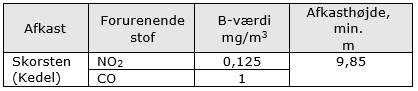 Afkast
Forurenende
stof
B-værdi
mg/m³
Afkasthøjde,
min.
m
Skorsten
(Kedel)
NO2
0,125
9,85
CO
1